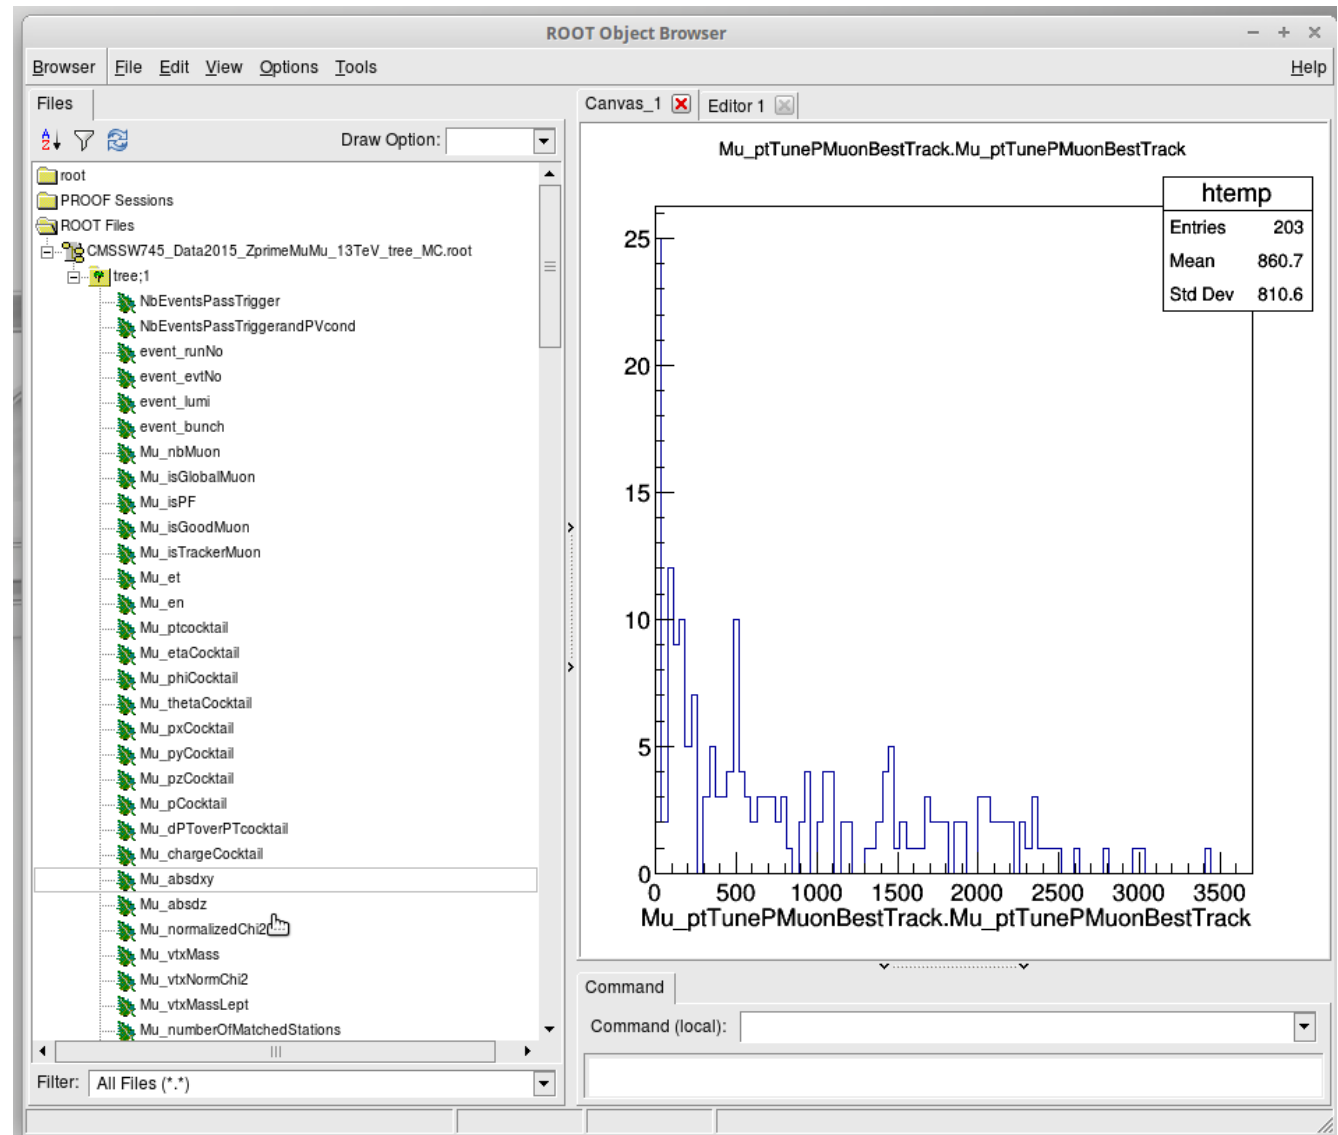 ROOT Object Browser
Browser File Edit View Options Tools Help
Files
Draw Option:
root
PROOF Sessions
ROOT Files
CMSSW745_Data2015_ZprimeMuMu_13TeV_tree_MC.root
tree;1
NbEventsPassTrigger
NbEventsPassTriggerandPVcond
event_runNo
event_evtNo
event_lumi
event_bunch
Mu_nbMuon
Mu_isGlobalMuon
Mu_isPF
Mu_isGoodMuon
Mu_isTrackerMuon
Mu_et
Mu_en
Mu_ptcocktail
Mu_etaCocktail
Mu_phiCocktail
Mu_thetaCocktail
Mu_pxCocktail
Mu_pyCocktail
Mu_pzCocktail
Mu_pCocktail
Mu_dPToverPTcocktail
Mu_chargeCocktail
Mu_absdxy
Mu_absdz
Mu_normalizedChi2
Mu_vtxMass
Mu_vtxNormChi2
Mu_vtxMassLept
Mu_numberOfMatchedStations
Filter: All Files (*.*)
Canvas_1 Editor 1
Mu_ptTunePMuonBestTrack.Mu_ptTunePMuonBestTrack
htemp
Entries 203
Mean 860.7
Std Dev 810.6
25
20
15
10
5
0
0 500 1000 1500 2000 2500 3000 3500
Mu_ptTunePMuonBestTrack.Mu_ptTunePMuonBestTrack
Command
Command (local):